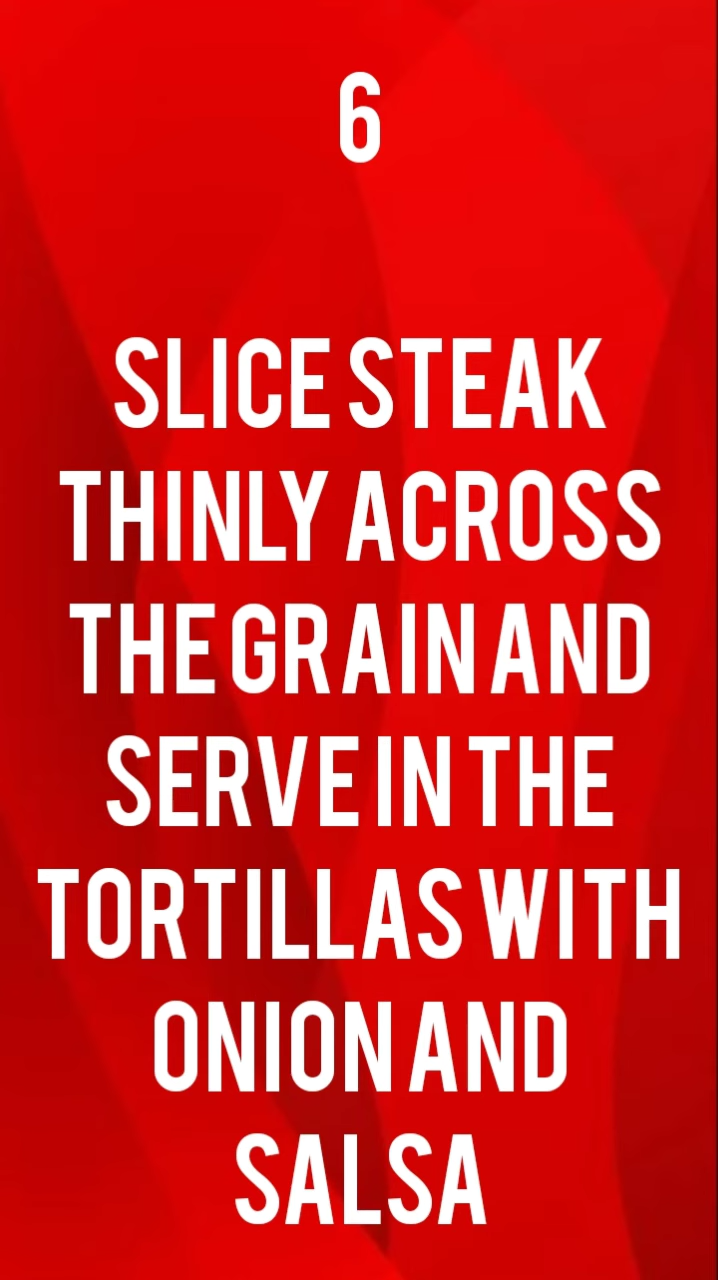 6
SLICE STEAK
THINLY ACROSS
THE GRAIN AND
SERVE IN THE
TORTILLAS WITH
ONION AND
SALSA